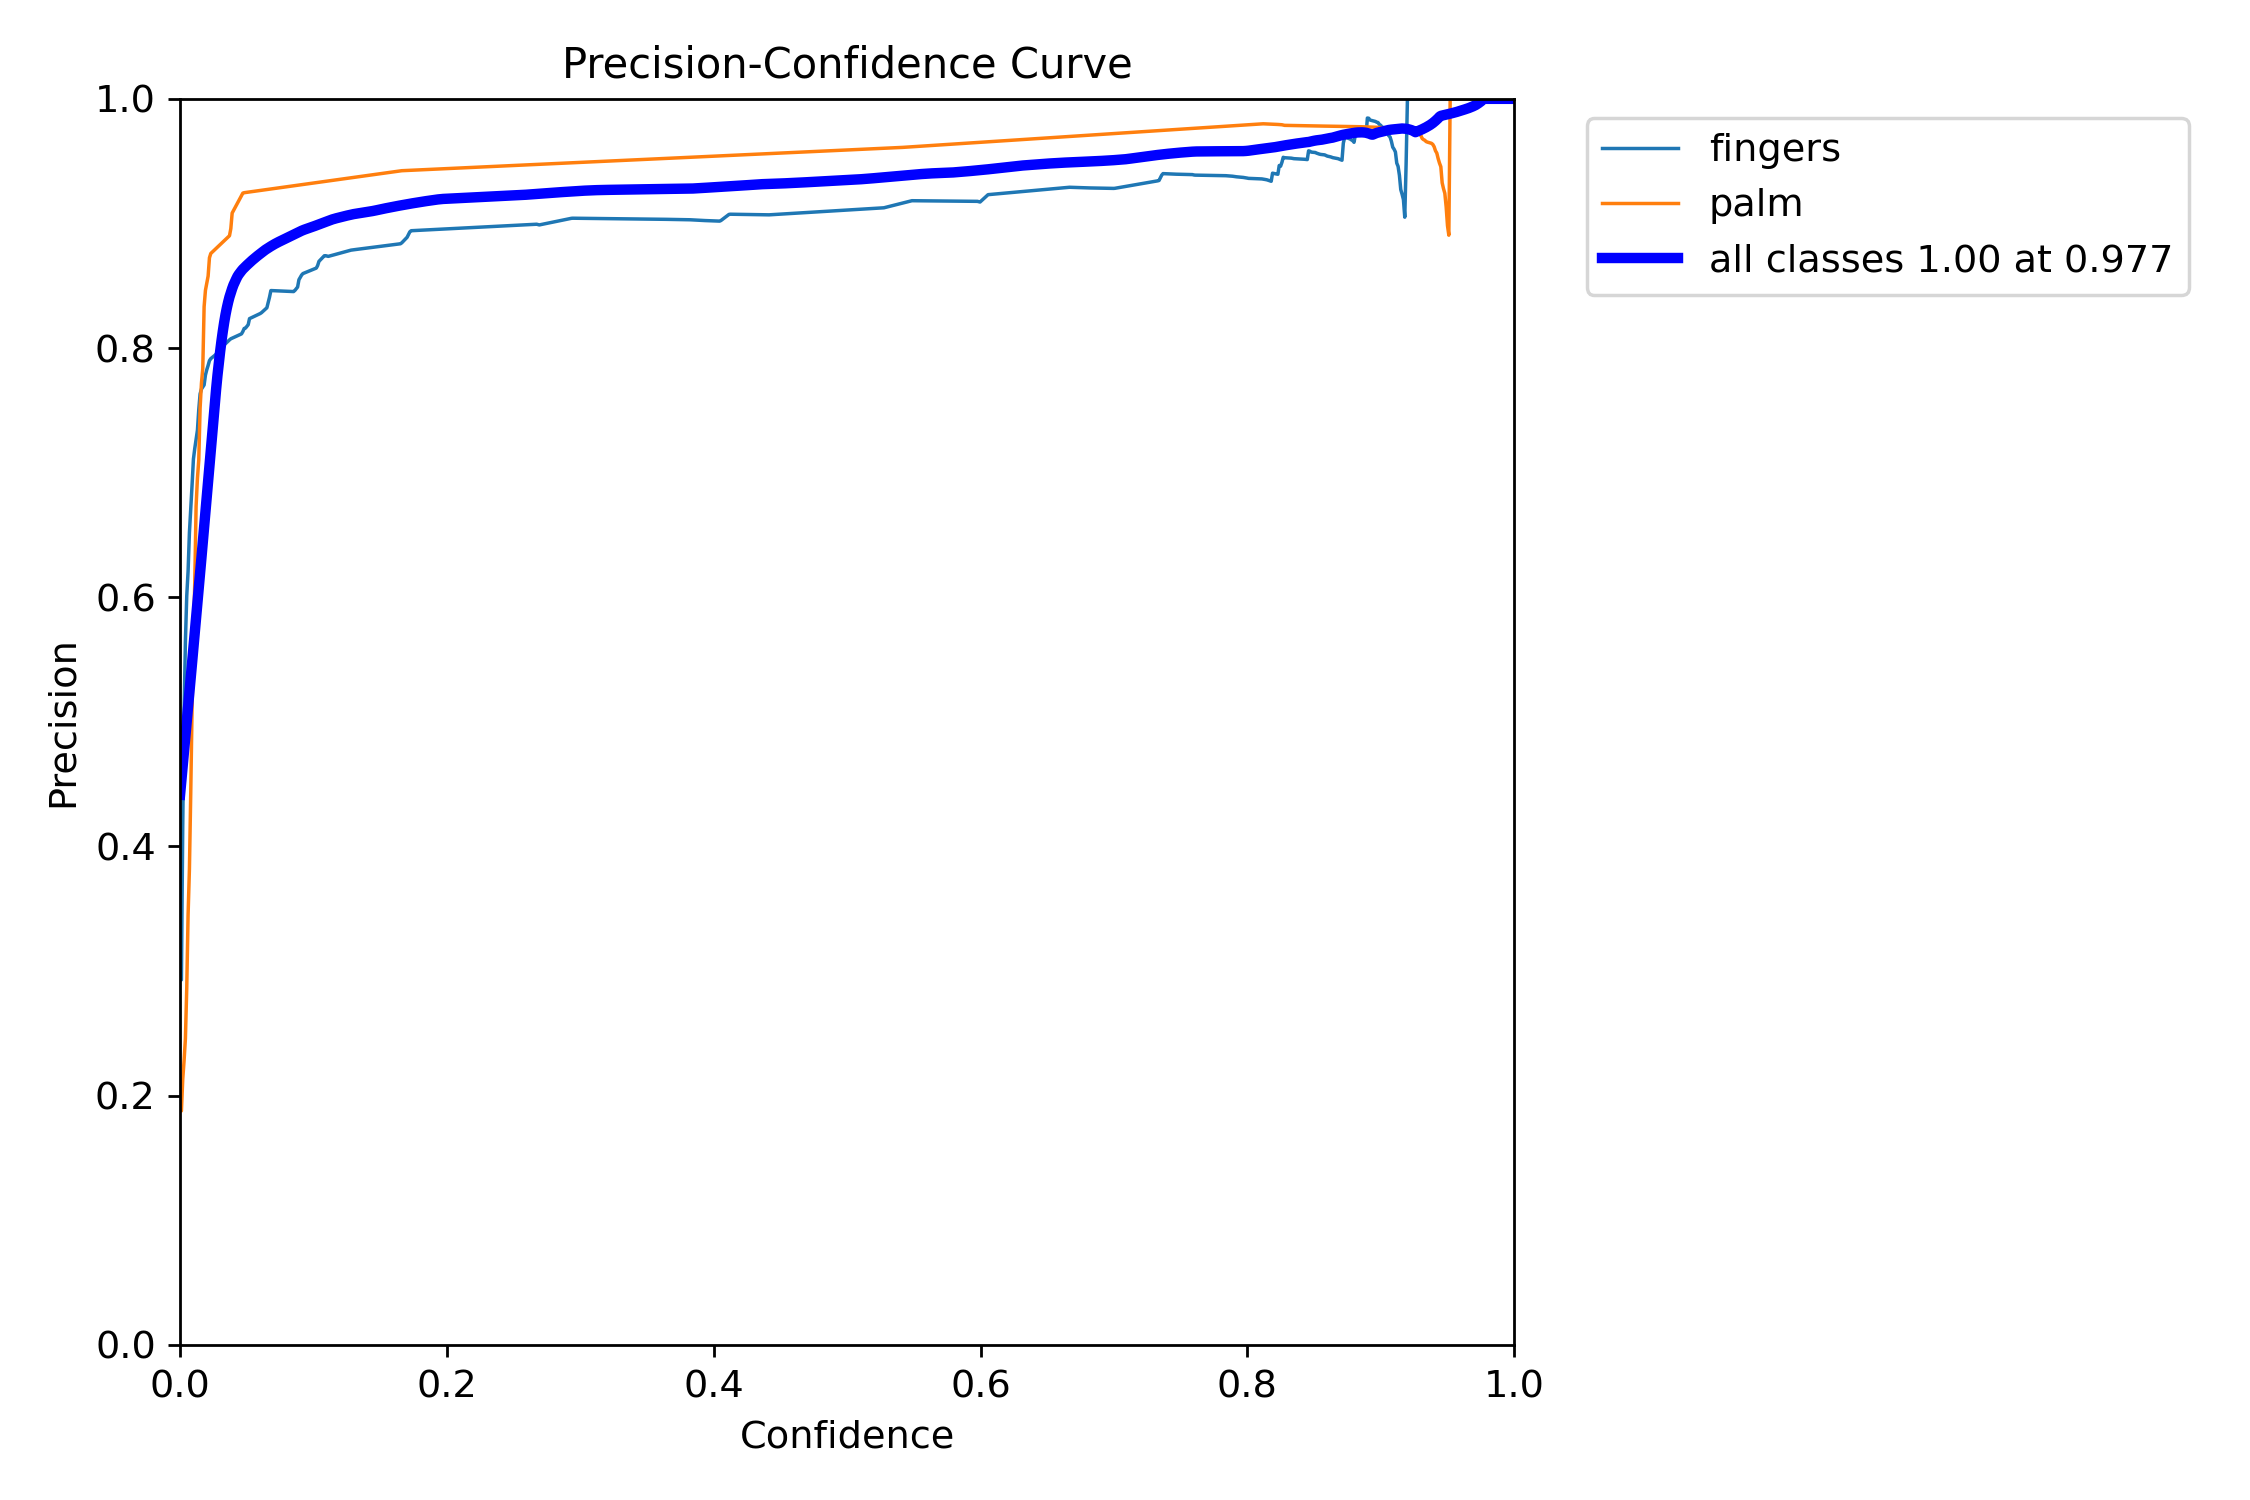 Precision-Confidence Curve
1.0
0.8
0.6
0.4
0.2
0.0
Precision
0.0 0.2 0.4 0.6 0.8 1.0
Confidence
fingers
palm
all classes 1.00 at 0.977